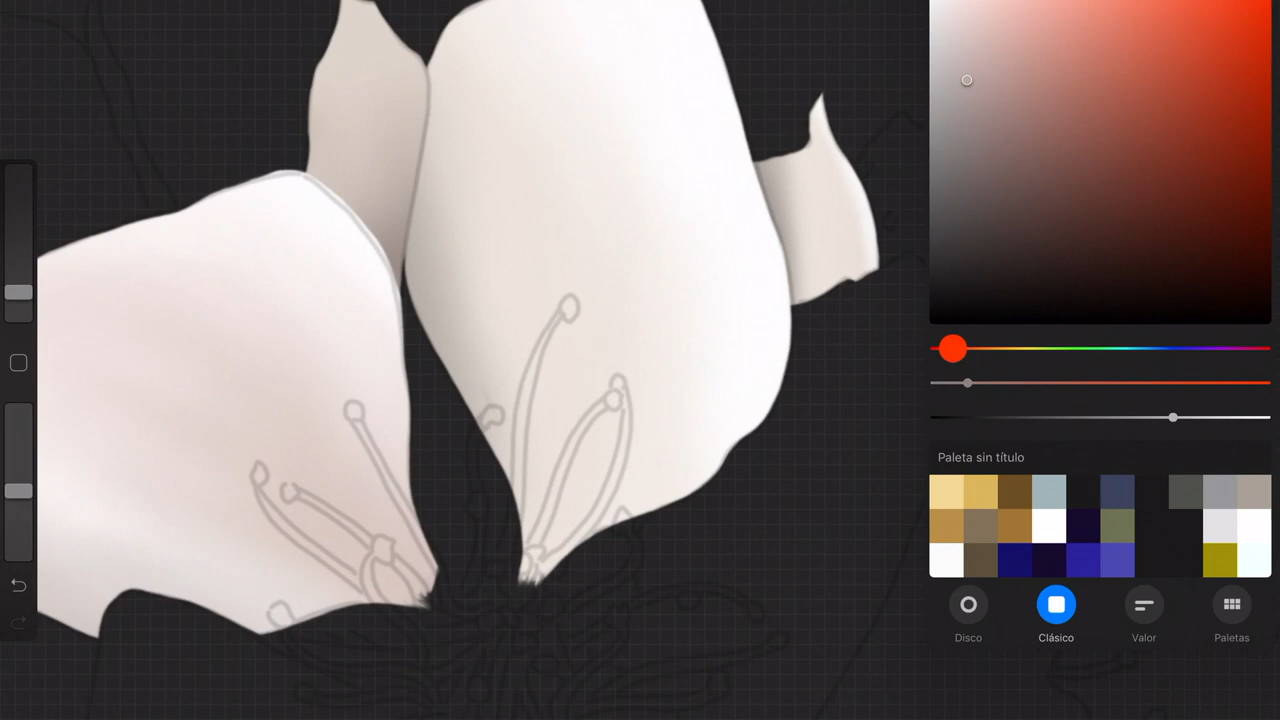 Paleta sin título
Disco
Clásico
Valor
Paletas